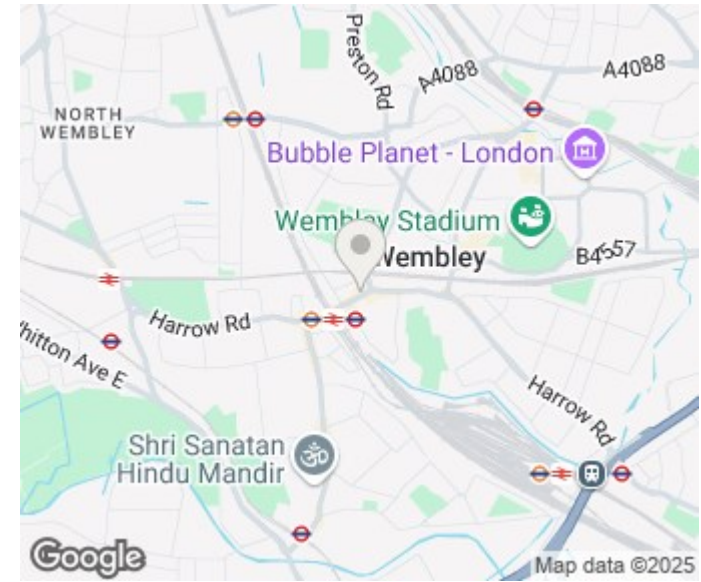 Preston Rd
A4088
A4088
NORTH
WEMBLEY
Bubble Planet - London
Wembley Stadium
Wembley
B4557
Harrow Rd
Whitton Ave E
Harrow Rd
Shri Sanatan
Hindu Mandir
Google
Map data ©2025